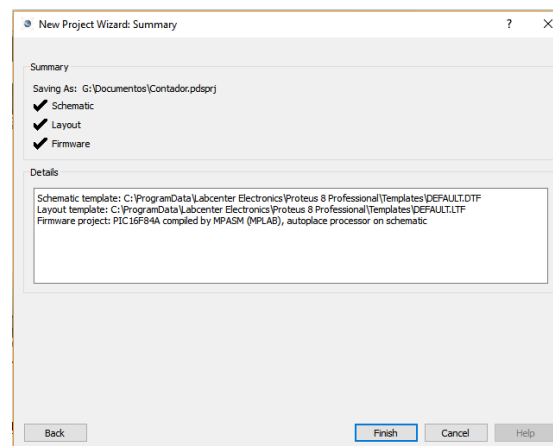 New Project Wizard: Summary
Summary
Saving As: G:\Documentos\Contador.pdsprj
Schematic
Layout
Firmware
Details
Schematic template: C:\ProgramData\Labcenter Electronics\Proteus 8 Professional\Templates\DEFAULT.DTF
Layout template: C:\ProgramData\Labcenter Electronics\Proteus 8 Professional\Templates\DEFAULT.LTF
Firmware project: PIC16F84A compiled by MPASM (MPLAB), autoplace processor on schematic
Back Finish Cancel Help